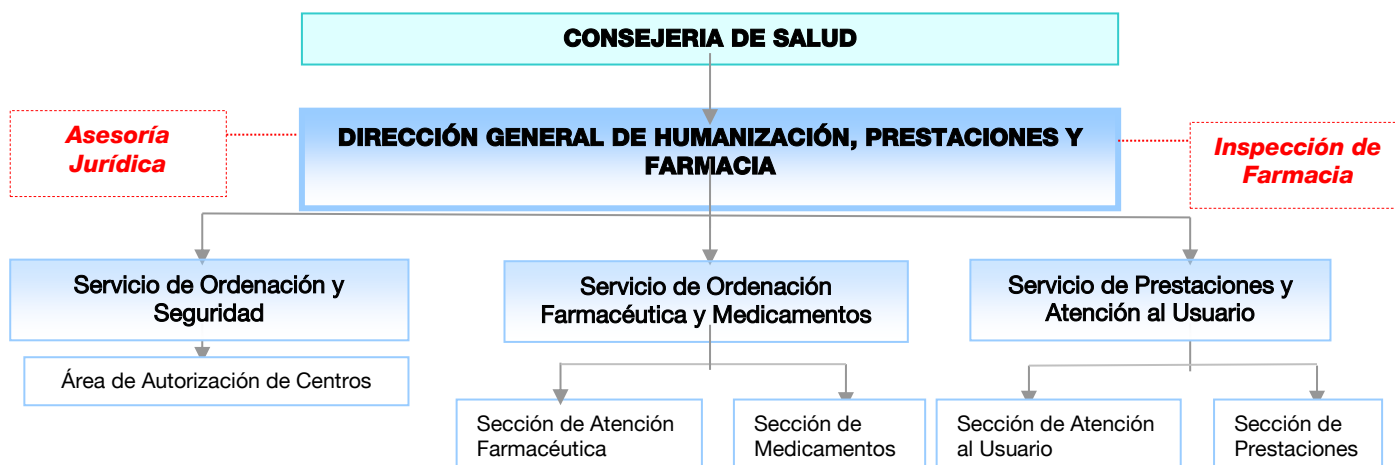 CONSEJERIA DE SALUD
Asesoría
Jurídica
DIRECCIÓN GENERAL DE HUMANIZACIÓN, PRESTACIONES Y
FARMACIA
Inspección de
Farmacia
Servicio de Ordenación y
Seguridad
Servicio de Ordenación
Farmacéutica y Medicamentos
Servicio de Prestaciones y
Atención al Usuario
Área de Autorización de Centros
Sección de Atención
Farmacéutica
Sección de
Medicamentos
Sección de Atención
al Usuario
Sección de
Prestaciones